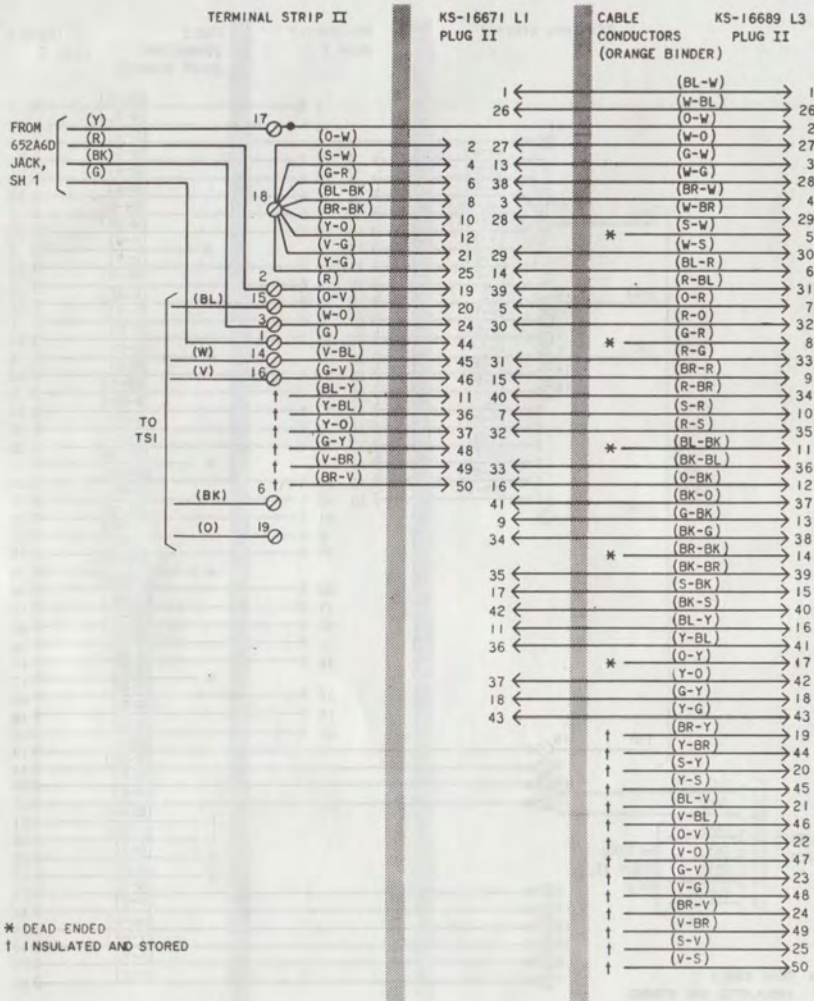 TERMINAL STRIP II
KS-16671 L1
PLUG II
CABLE CONDUCTORS (ORANGE BINDER)
KS-16689 L3
PLUG II
FROM
652A6D
JACK,
SH 1
(Y)
(R)
(BK)
(G)
17
18
2
15
3
1
14
16
6
19
(BL)
(W)
(V)
TO
TS1
(BK)
(O)
(O-W) 2
(S-W) 4
(G-R) 6
(BL-BK) 8
(BR-BK) 10
(Y-O) 12
(V-G) 21
(Y-G) 25
(R) 19
(O-V) 20
(W-O) 24
(G) 44
(V-BL) 45
(G-V) 46
† (BL-Y) 11
† (Y-BL) 36
† (Y-O) 37
† (G-Y) 48
† (V-BR) 49
† (BR-V) 50
1 (BL-W) 1
26 (W-BL) 26
(O-W) 2
27 (W-O) 27
13 (G-W) 3
38 (W-G) 28
3 (BR-W) 4
28 (W-BR) 29
* (S-W) 5
29 (W-S) 30
14 (BL-R) 6
39 (R-BL) 31
5 (O-R) 7
30 (R-O) 32
* (G-R) 8
31 (R-G) 33
15 (BR-R) 9
40 (R-BR) 34
7 (S-R) 10
32 (R-S) 35
* (BL-BK) 11
33 (BK-BL) 36
16 (O-BK) 12
41 (BK-O) 37
9 (G-BK) 13
34 (BK-G) 38
* (BR-BK) 14
35 (BK-BR) 39
17 (S-BK) 15
42 (BK-S) 40
11 (BL-Y) 16
36 (Y-BL) 41
* (O-Y) 17
37 (Y-O) 42
18 (G-Y) 18
43 (Y-G) 43
† (BR-Y) 19
† (Y-BR) 44
† (S-Y) 20
† (Y-S) 45
† (BL-V) 21
† (V-BL) 46
† (O-V) 22
† (V-O) 47
† (G-V) 23
† (V-G) 48
† (BR-V) 24
† (V-BR) 49
† (S-V) 25
† (V-S) 50
* DEAD ENDED
† INSULATED AND STORED